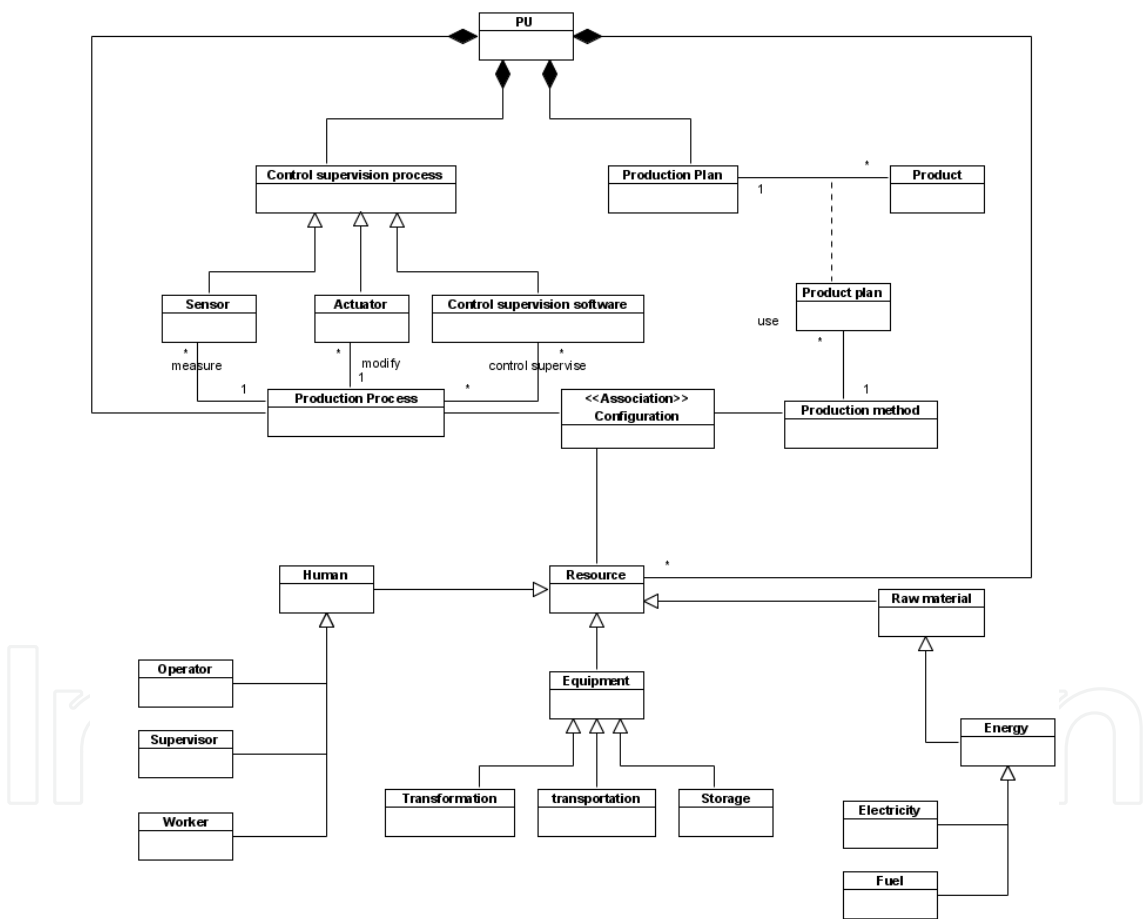 PU
Control supervision process
Production Plan
1
*
Product
Sensor
Actuator
Control supervision software
Product plan
use
*
measure
*
modify
*
control supervise
*
1
1
*
1
Production Process
<<Association>>
Configuration
Production method
Human
Resource
*
Raw material
Operator
Equipment
Supervisor
Energy
Transformation
transportation
Storage
Worker
Electricity
Fuel